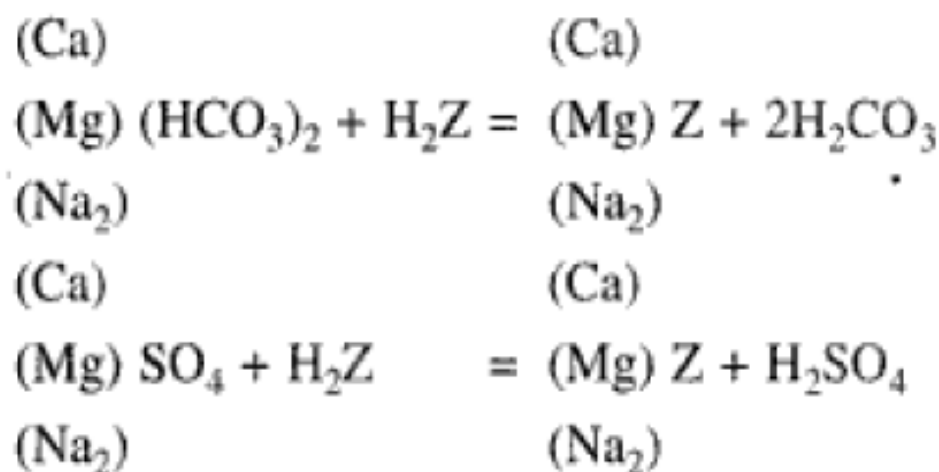 (Ca) (Ca)
(Mg) (HCO₃)₂ + H₂Z = (Mg) Z + 2H₂CO₃
(Na₂) (Na₂)
(Ca) (Ca)
(Mg) SO₄ + H₂Z = (Mg) Z + H₂SO₄
(Na₂) (Na₂)